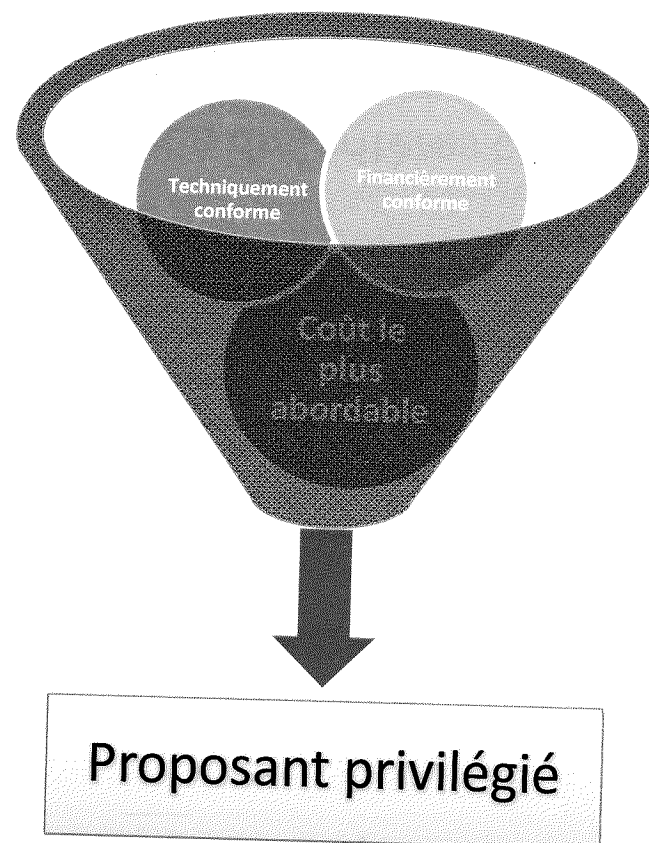 Techniquement
conforme
Financièrement
conforme
Coût le
plus
abordable
Proposant privilégié